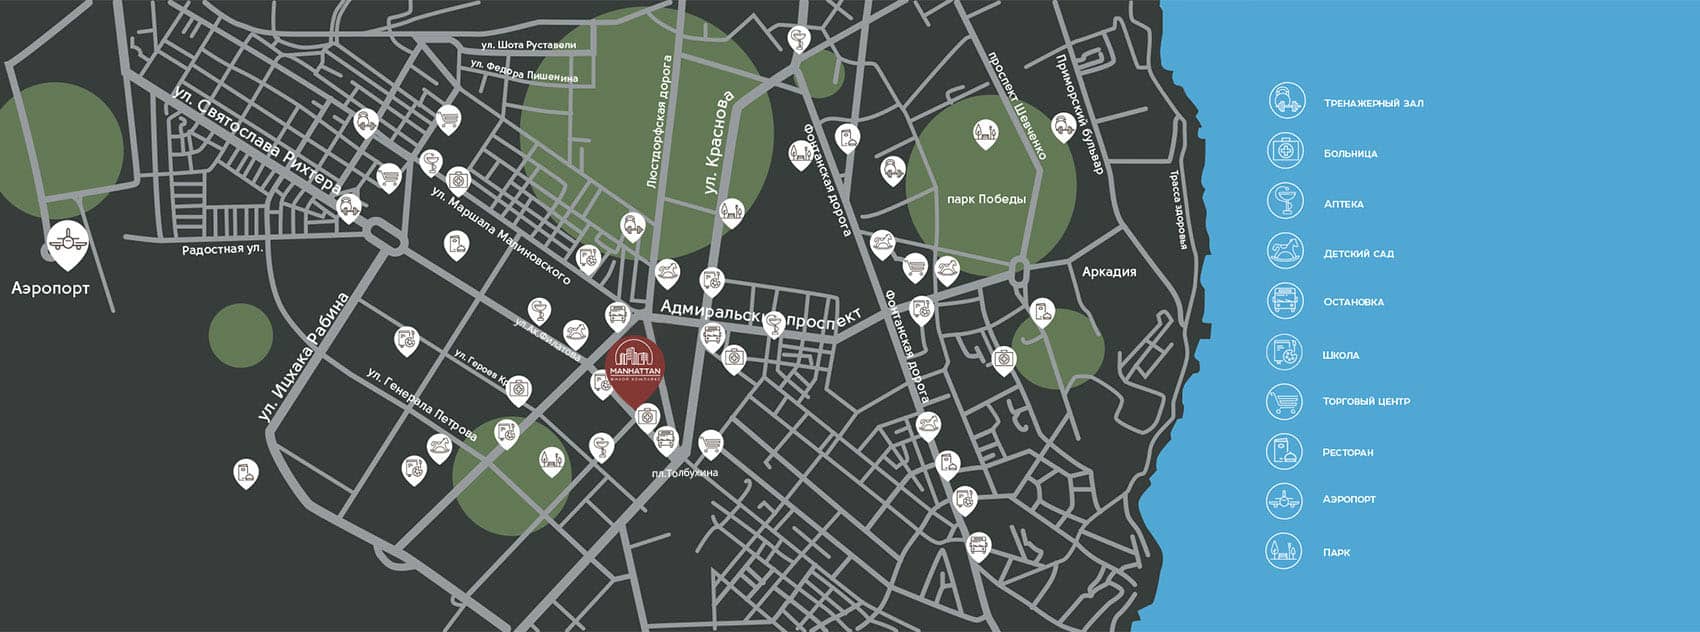 ул. Шота Руставели
ул. Федора Пишенина
ул. Святослава Рихтера
Люстдорфская дорога
ул. Краснова
Фонтанская дорога
проспект Шевченко
Приморский бульвар
Трасса здоровья
парк Победы
ул. Маршала Малиновского
Радостная ул.
Аэропорт
Аркадия
ул. Ицхака Рабина
Адмиральский проспект
Фонтанская дорога
ул. Ак. Филатова
MANHATTAN
ЖИЛОЙ КОМПЛЕКС
ул. Героев
ул. Генерала Петрова
пл. Толбухина
ТРЕНАЖЕРНЫЙ ЗАЛ
БОЛЬНИЦА
АПТЕКА
ДЕТСКИЙ САД
ОСТАНОВКА
ШКОЛА
ТОРГОВЫЙ ЦЕНТР
РЕСТОРАН
АЭРОПОРТ
ПАРК